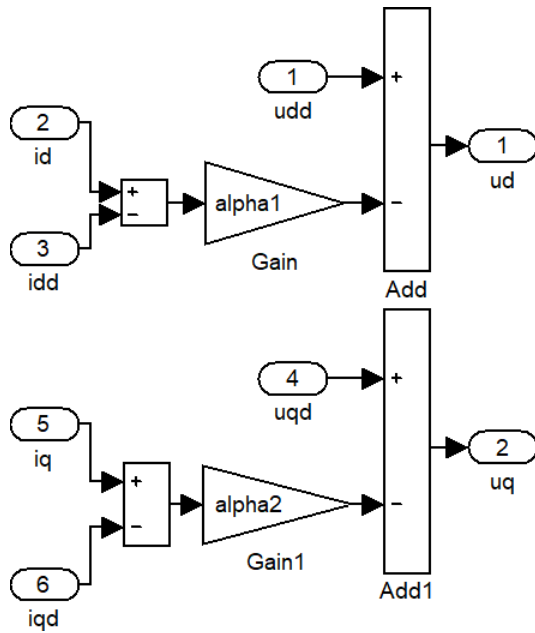 1
+
udd
2
id
1
ud
+
−
alpha1
−
3
idd
Gain
Add
4
+
uqd
5
iq
2
uq
+
−
alpha2
−
Gain1
6
iqd
Add1